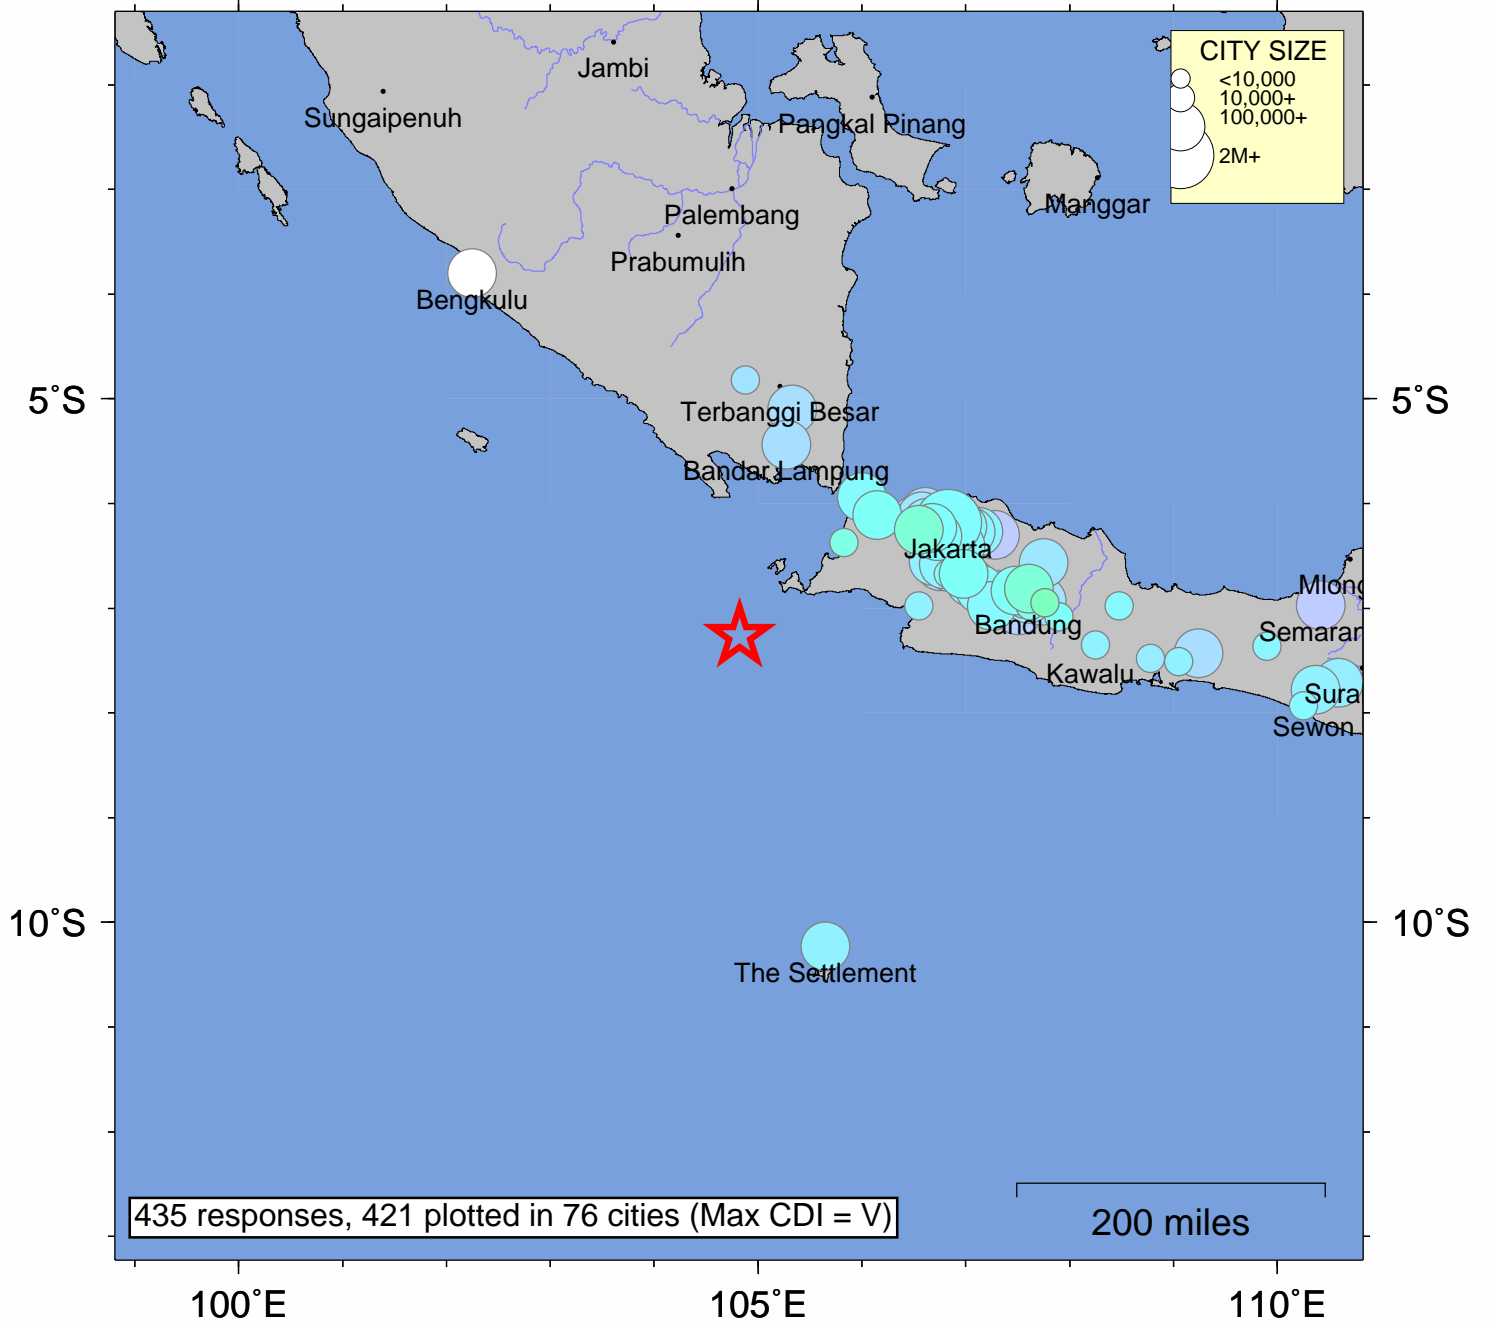 CITY SIZE
<10,000
10,000+
100,000+
2M+
Jambi
Sungaipenuh
Pangkal Pinang
Manggar
Palembang
Prabumulih
Bengkulu
5°S
5°S
Terbanggi Besar
Bandar Lampung
Jakarta
Mlong
Bandung
Semarar
Kawalu
Sura
Sewon
10°S
10°S
The Settlement
435 responses, 421 plotted in 76 cities (Max CDI = V)
200 miles
100°E
105°E
110°E